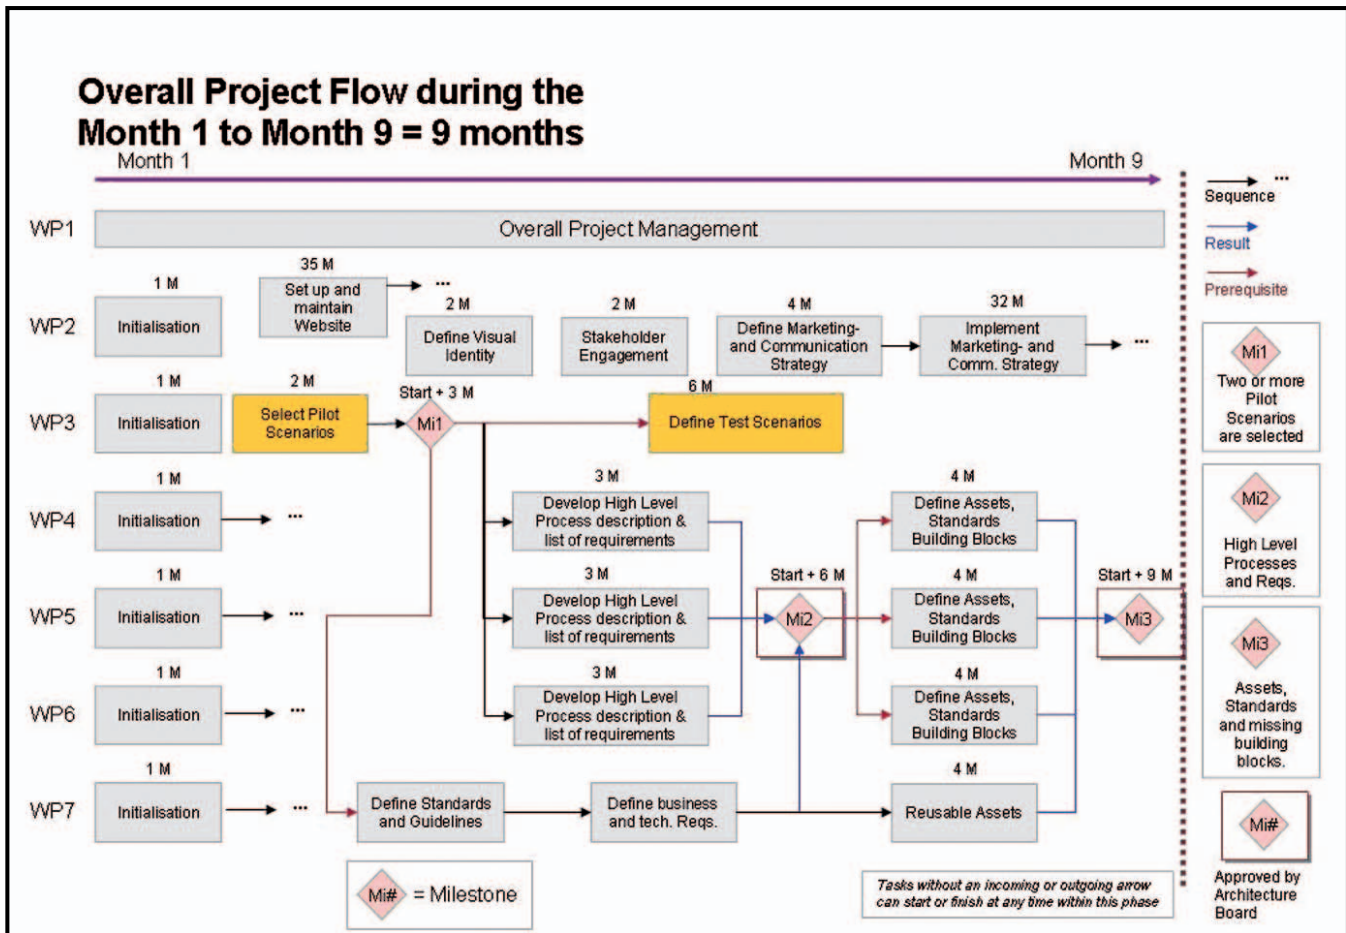 Overall Project Flow during the
Month 1 to Month 9 = 9 months
Month 1
Month 9
WP1
Overall Project Management
WP2
1 M
Initialisation
35 M
Set up and
maintain
Website
...
2 M
Define Visual
Identity
2 M
Stakeholder
Engagement
4 M
Define Marketing-
and Communication
Strategy
32 M
Implement
Marketing- and
Comm. Strategy
...
WP3
1 M
Initialisation
2 M
Select Pilot
Scenarios
Start + 3 M
Mi1
6 M
Define Test Scenarios
WP4
1 M
Initialisation
...
3 M
Develop High Level
Process description &
list of requirements
4 M
Define Assets,
Standards
Building Blocks
WP5
1 M
Initialisation
...
3 M
Develop High Level
Process description &
list of requirements
Start + 6 M
Mi2
4 M
Define Assets,
Standards
Building Blocks
Start + 9 M
Mi3
WP6
1 M
Initialisation
...
3 M
Develop High Level
Process description &
list of requirements
4 M
Define Assets,
Standards
Building Blocks
WP7
1 M
Initialisation
...
Define Standards
and Guidelines
Define business
and tech. Reqs.
4 M
Reusable Assets
Mi# = Milestone
Tasks without an incoming or outgoing arrow
can start or finish at any time within this phase
...
Sequence
Result
Prerequisite
Mi1
Two or more
Pilot
Scenarios
are selected
Mi2
High Level
Processes
and Reqs.
Mi3
Assets,
Standards
and missing
building
blocks.
Mi#
Approved by
Architecture
Board